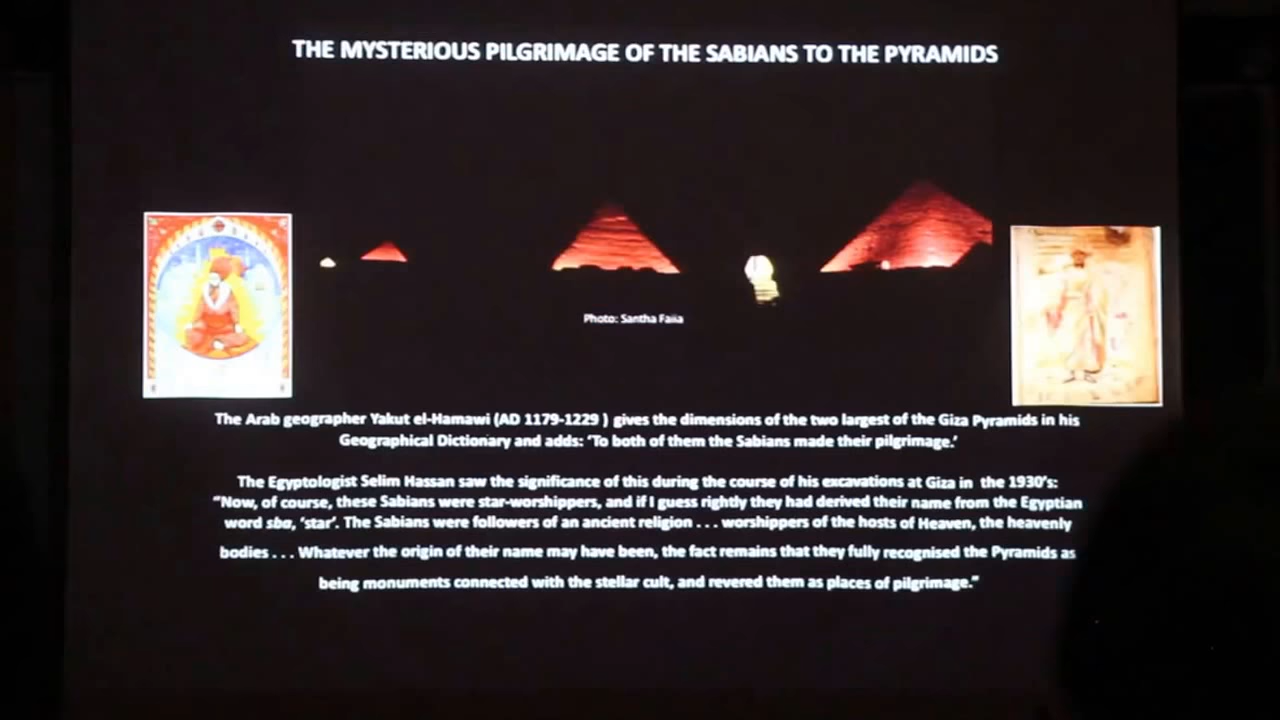 THE MYSTERIOUS PILGRIMAGE OF THE SABIANS TO THE PYRAMIDS
Photo: Santha Faiia
The Arab geographer Yakut el-Hamawi (AD 1179-1229 ) gives the dimensions of the two largest of the Giza Pyramids in his
Geographical Dictionary and adds: 'To both of them the Sabians made their pilgrimage.'
The Egyptologist Selim Hassan saw the significance of this during the course of his excavations at Giza in the 1930's:
"Now, of course, these Sabians were star-worshippers, and if I guess rightly they had derived their name from the Egyptian
word sba, 'star'. The Sabians were followers of an ancient religion . . . worshippers of the hosts of Heaven, the heavenly
bodies . . . Whatever the origin of their name may have been, the fact remains that they fully recognised the Pyramids as
being monuments connected with the stellar cult, and revered them as places of pilgrimage."